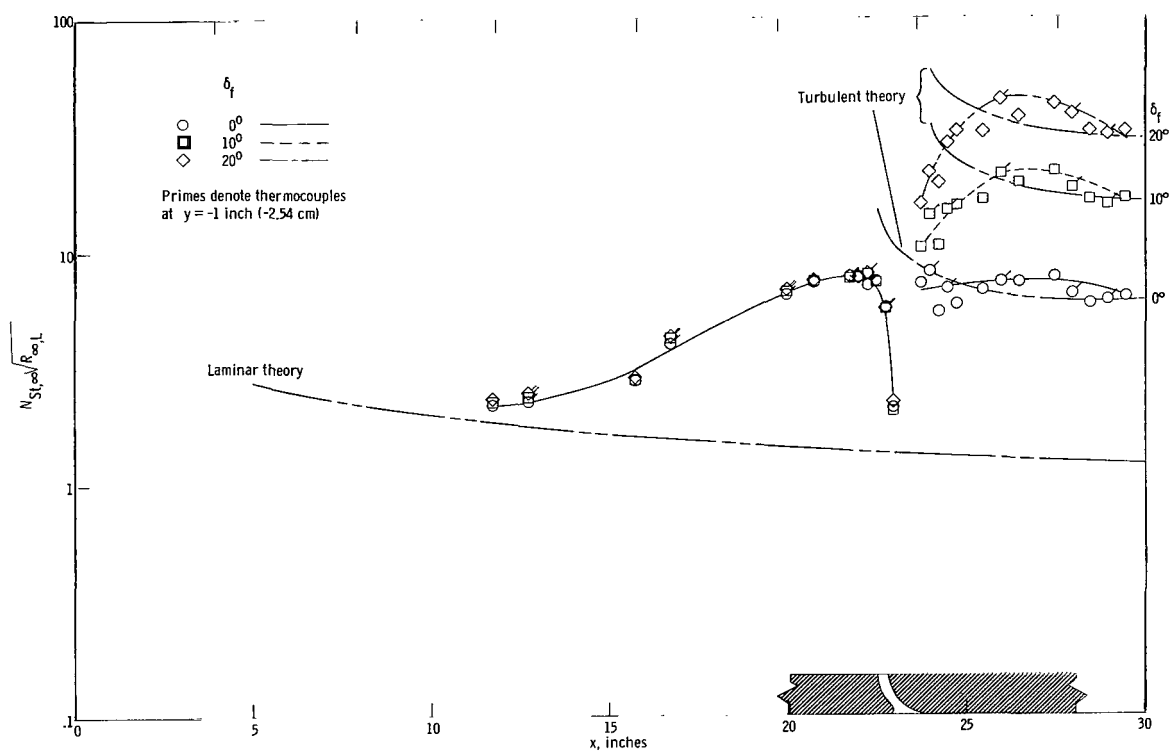 100
δf
0°
10°
20°
Primes denote thermocouples
at y = -1 inch (-2.54 cm)
Turbulent theory
δf
20°
10°
0°
10
Laminar theory
N St,∞ √R∞,L
1
.1
0
5
10
15
20
25
30
x, inches